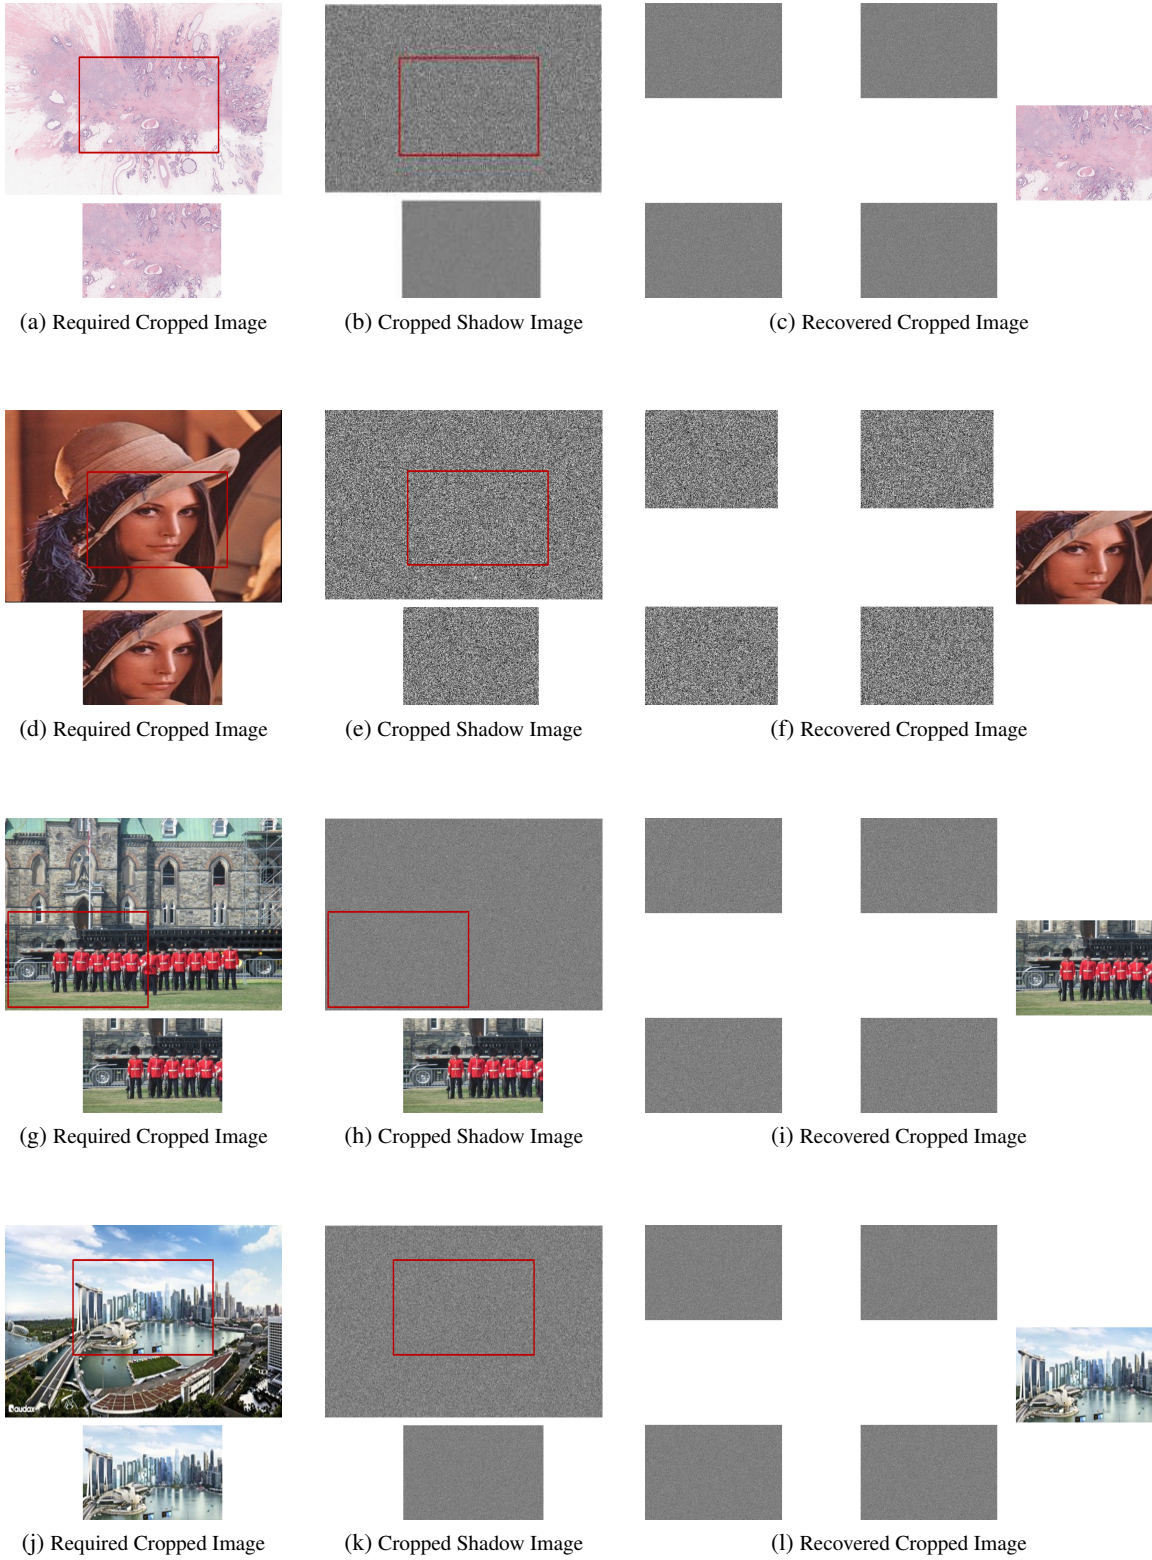 (a) Required Cropped Image
(b) Cropped Shadow Image
(c) Recovered Cropped Image
(d) Required Cropped Image
(e) Cropped Shadow Image
(f) Recovered Cropped Image
(g) Required Cropped Image
(h) Cropped Shadow Image
(i) Recovered Cropped Image
audax
(j) Required Cropped Image
(k) Cropped Shadow Image
(l) Recovered Cropped Image